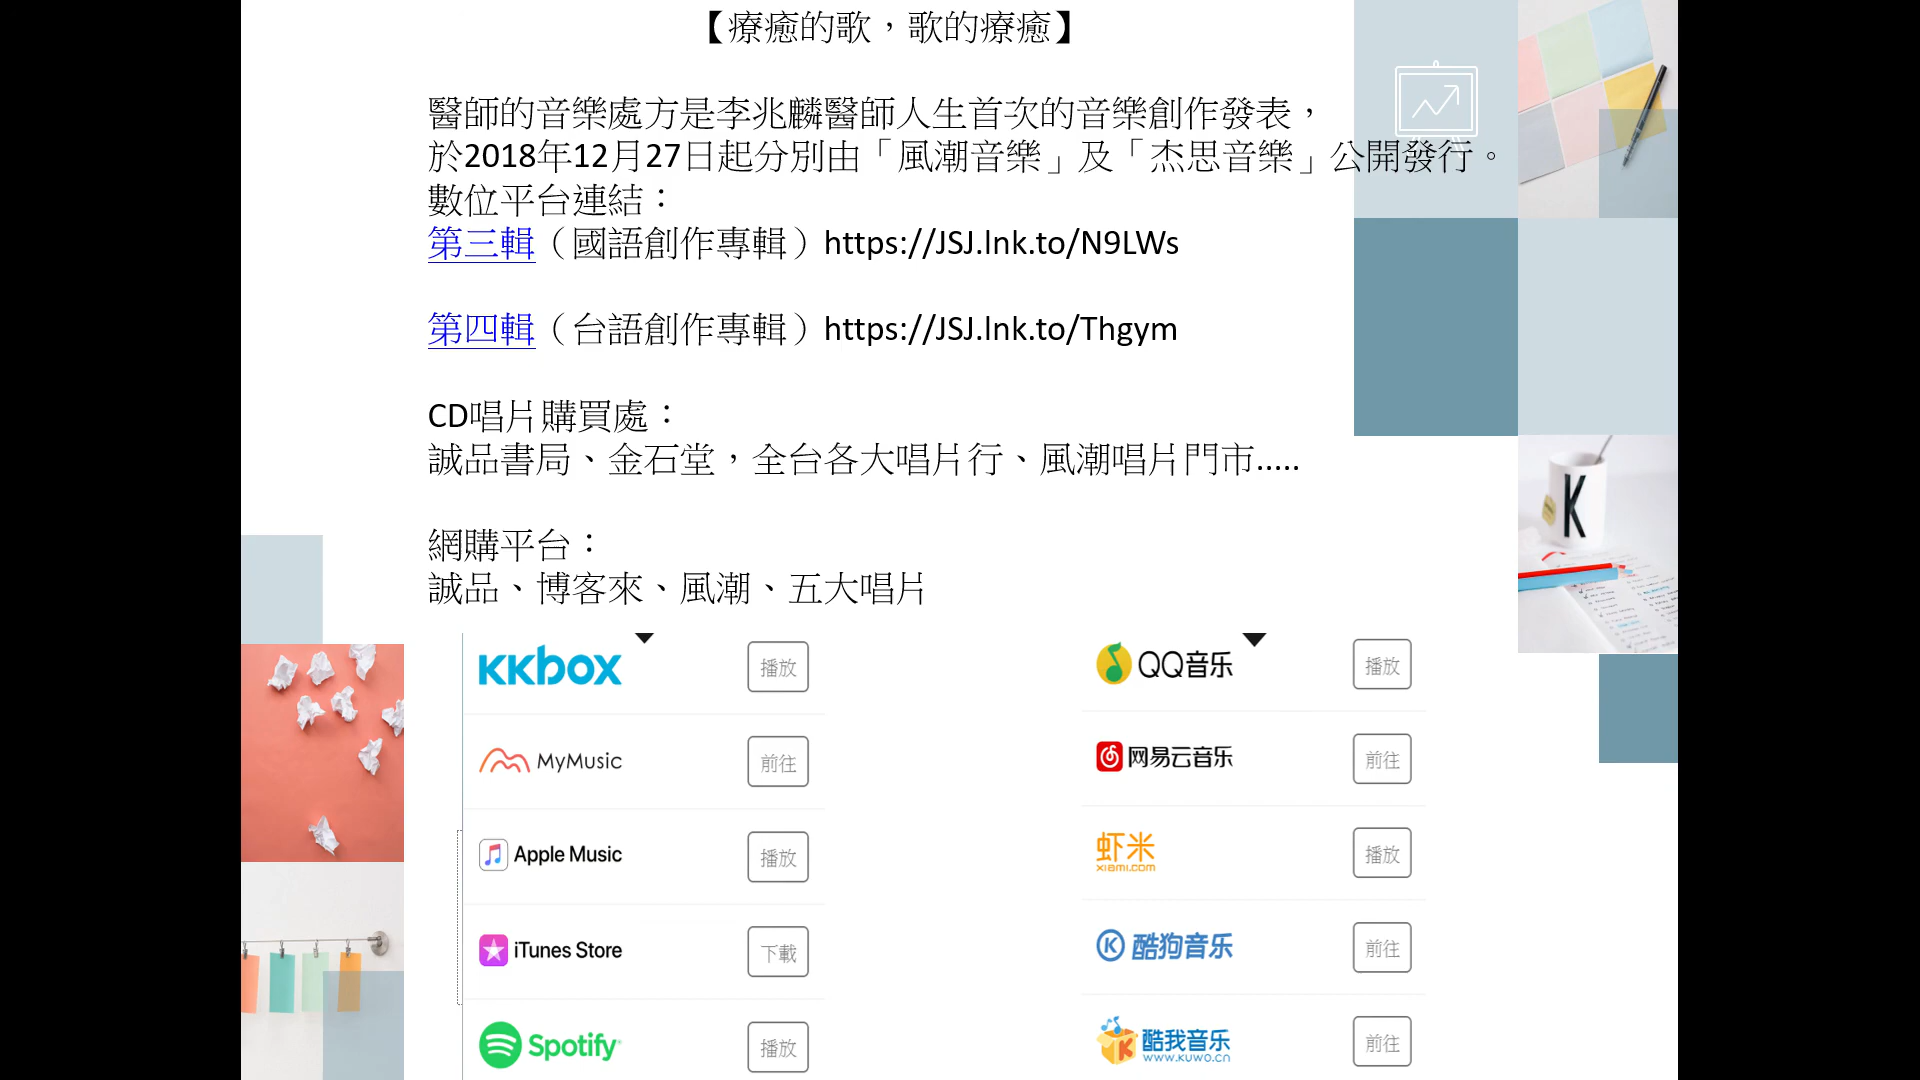 【療癒的歌，歌的療癒】
醫師的音樂處方是李兆麟醫師人生首次的音樂創作發表，
於2018年12月27日起分別由「風潮音樂」及「杰思音樂」公開發行。
數位平台連結：
第三輯（國語創作專輯）https://JSJ.lnk.to/N9LWs
第四輯（台語創作專輯）https://JSJ.lnk.to/Thgym
CD唱片購買處：
誠品書局、金石堂，全台各大唱片行、風潮唱片門市.....
網購平台：
誠品、博客來、風潮、五大唱片
KKBOX 播放
MyMusic 前往
Apple Music 播放
iTunes Store 下載
Spotify 播放
QQ音乐 播放
网易云音乐 前往
虾米 播放
xiami.com
酷狗音乐 前往
酷我音乐 前往
www.kuwo.cn
K